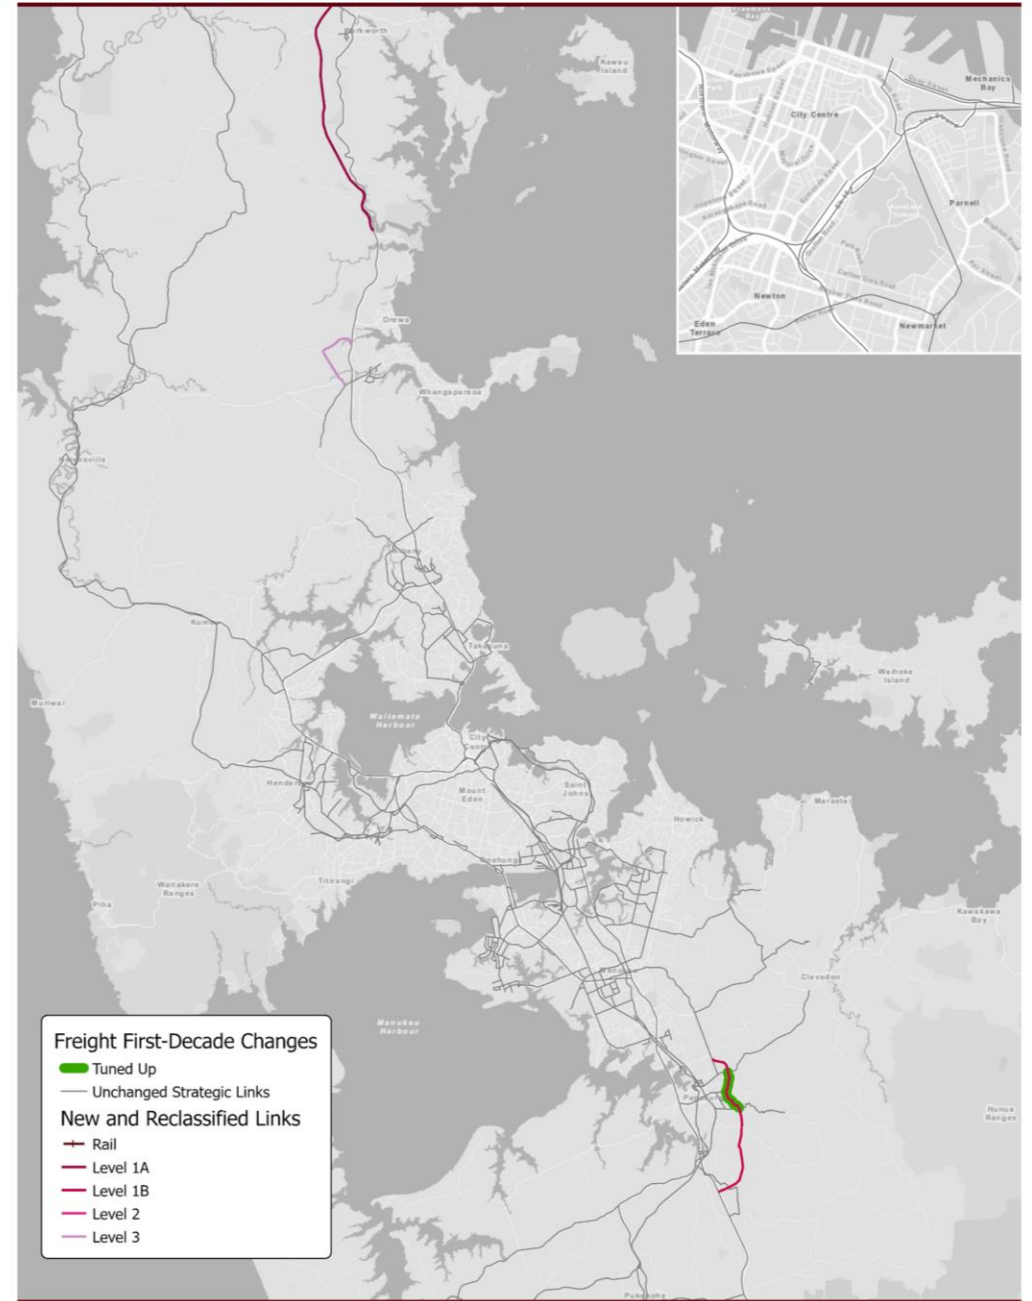 Warkworth
Kawau
Island
Mechanics
Bay
City Centre
The Strand
Parnell
Newton
Eden
Terrace
Newmarket
Orewa
Whangaparaoa
Helensville
Albany
Kumeu
Takapuna
Waiheke
Island
Muriwai
Waitemata
Harbour
City
Centre
Henderson
Mount
Eden
Saint
Johns
Maraetai
Howick
Onehunga
Titirangi
Waitakere
Ranges
Piha
Kawakawa
Bay
Manukau
Clevedon
Manukau
Harbour
Papakura
Hunua
Ranges
Pukekohe
Freight First-Decade Changes
Tuned Up
Unchanged Strategic Links
New and Reclassified Links
Rail
Level 1A
Level 1B
Level 2
Level 3